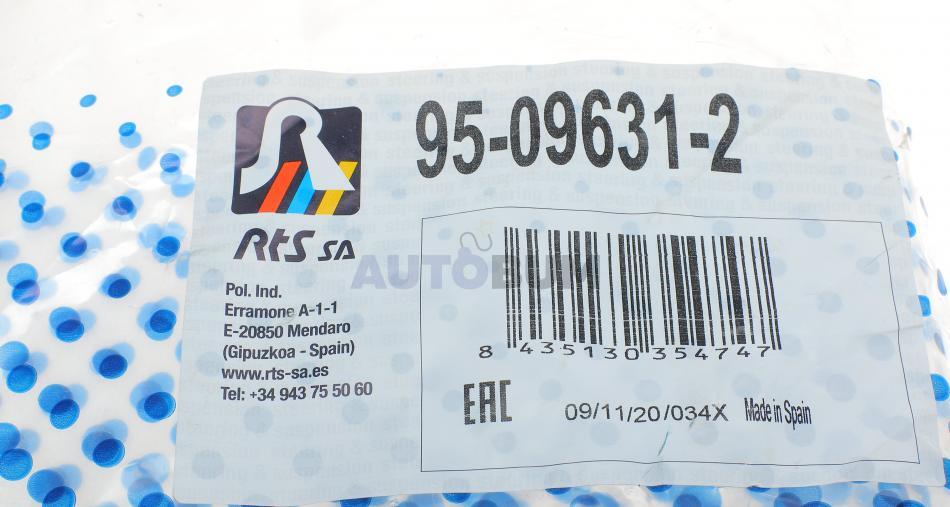 95-09631-2
RTS SA
Pol. Ind.
Erramone A-1-1
E-20850 Mendaro
(Gipuzkoa - Spain)
www.rts-sa.es
Tel: +34 943 75 50 60
AUTOBUM
8 435130 354747
EAC
09/11/20/034X Made in Spain